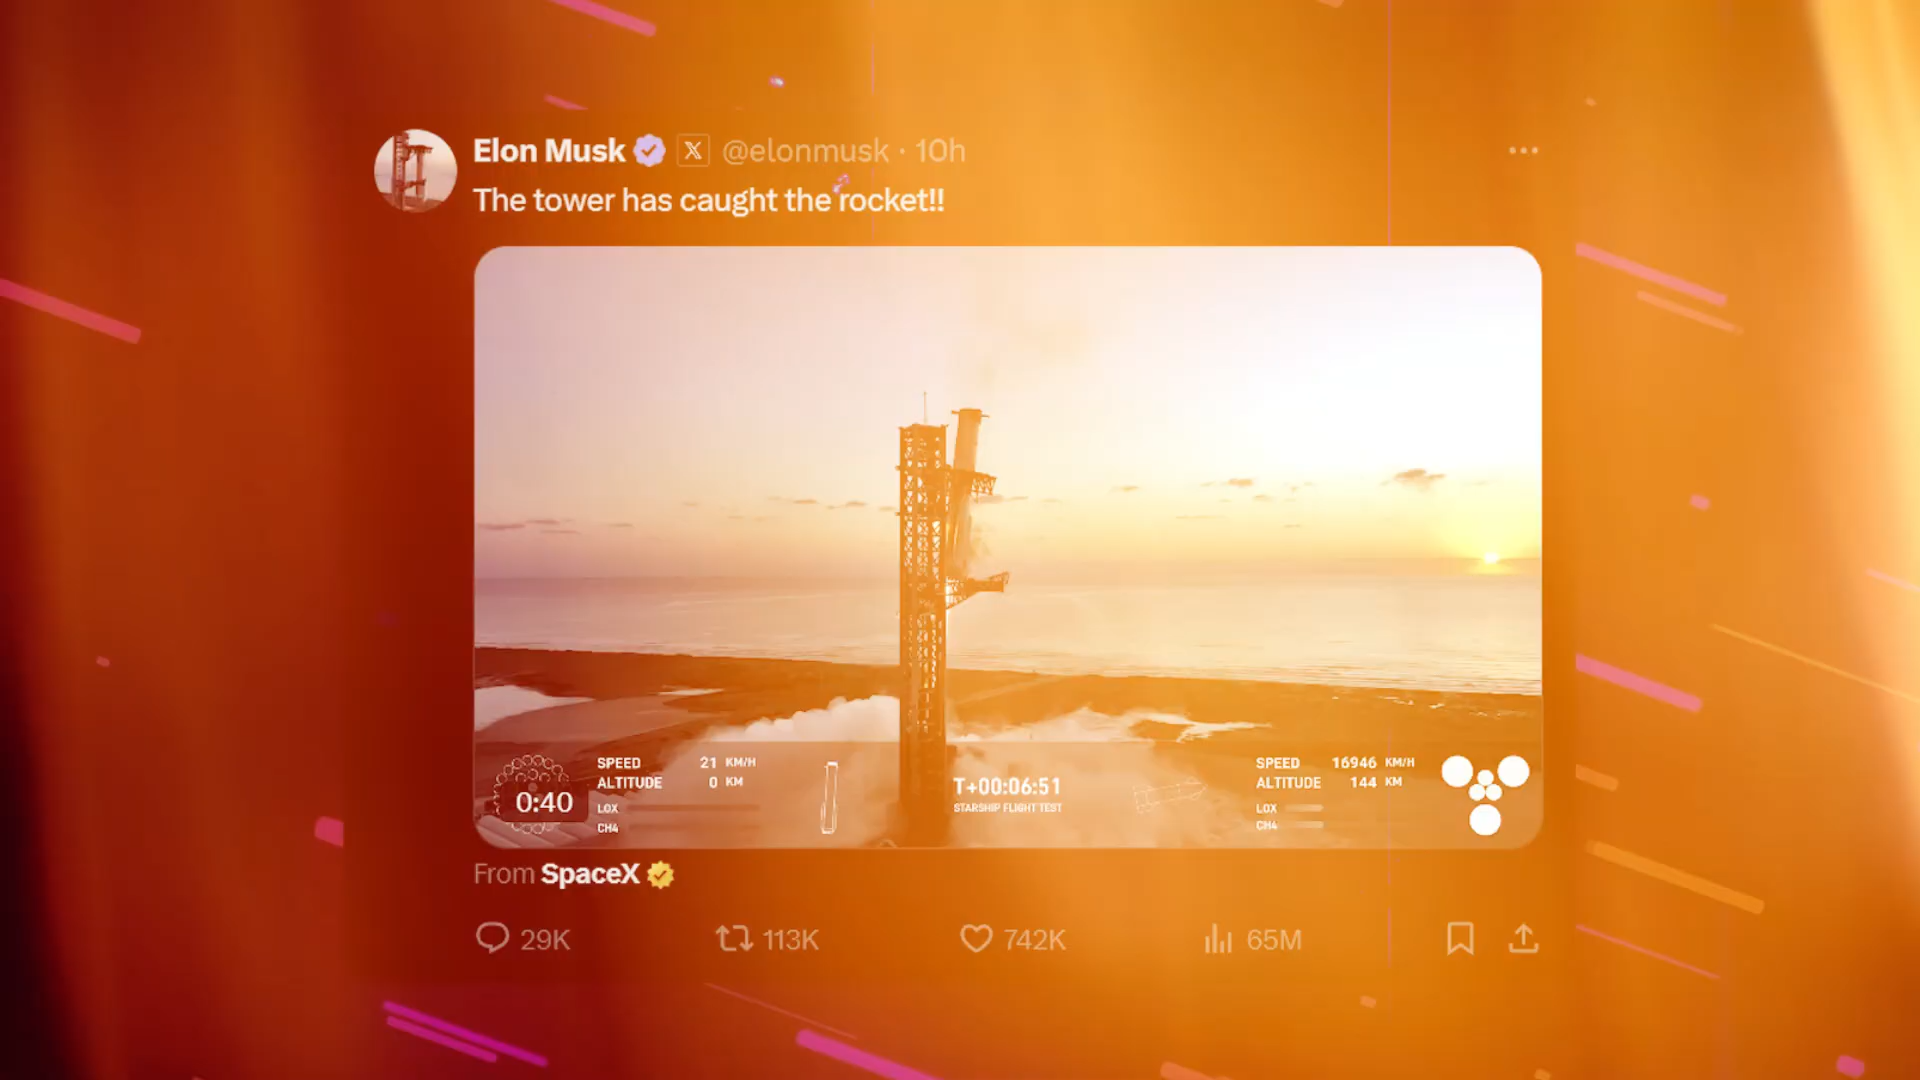 Elon Musk X @elonmusk · 10h
The tower has caught the rocket!!
SPEED 21 KM/H
ALTITUDE 0 KM
LOX
CH4
0:40
T+00:06:51
STARSHIP FLIGHT TEST
SPEED 16946 KM/H
ALTITUDE 144 KM
LOX
CH4
From SpaceX
29K 113K 742K 65M